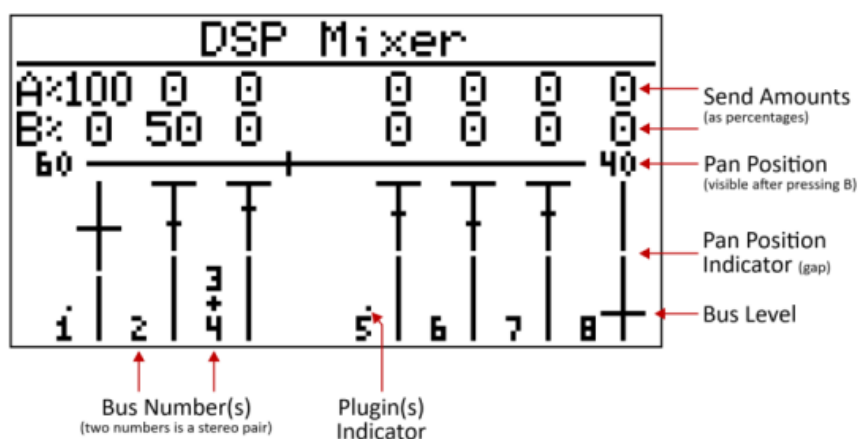 DSP Mixer
A%100 0 0 0 0 0 0
B% 0 50 0 0 0 0 0
60 40
1 2 3+4 5 6 7 8
Send Amounts
(as percentages)
Pan Position
(visible after pressing B)
Pan Position
Indicator (gap)
Bus Level
Bus Number(s)
(two numbers is a stereo pair)
Plugin(s)
Indicator